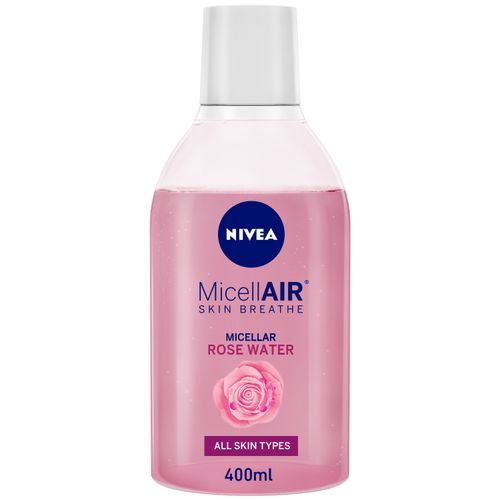 NIVEA
MicellAIR®
SKIN BREATHE
MICELLAR
ROSE WATER
ALL SKIN TYPES
400ml